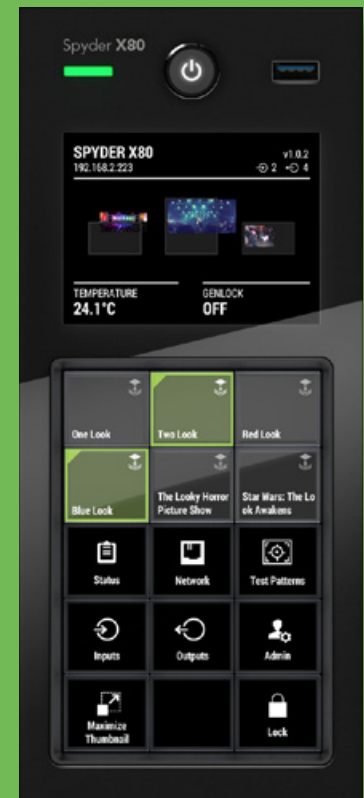 Spyder X80
SPYDER X80
v1.0.2
192.168.2.223
2 4
TEMPERATURE
GENLOCK
24.1°C
OFF
One Look
Two Look
Red Look
Blue Look
The Looky Horror
Picture Show
Star Wars: The Lo
ok Awakens
Status
Network
Test Patterns
Inputs
Outputs
Admin
Maximize
Thumbnail
Lock